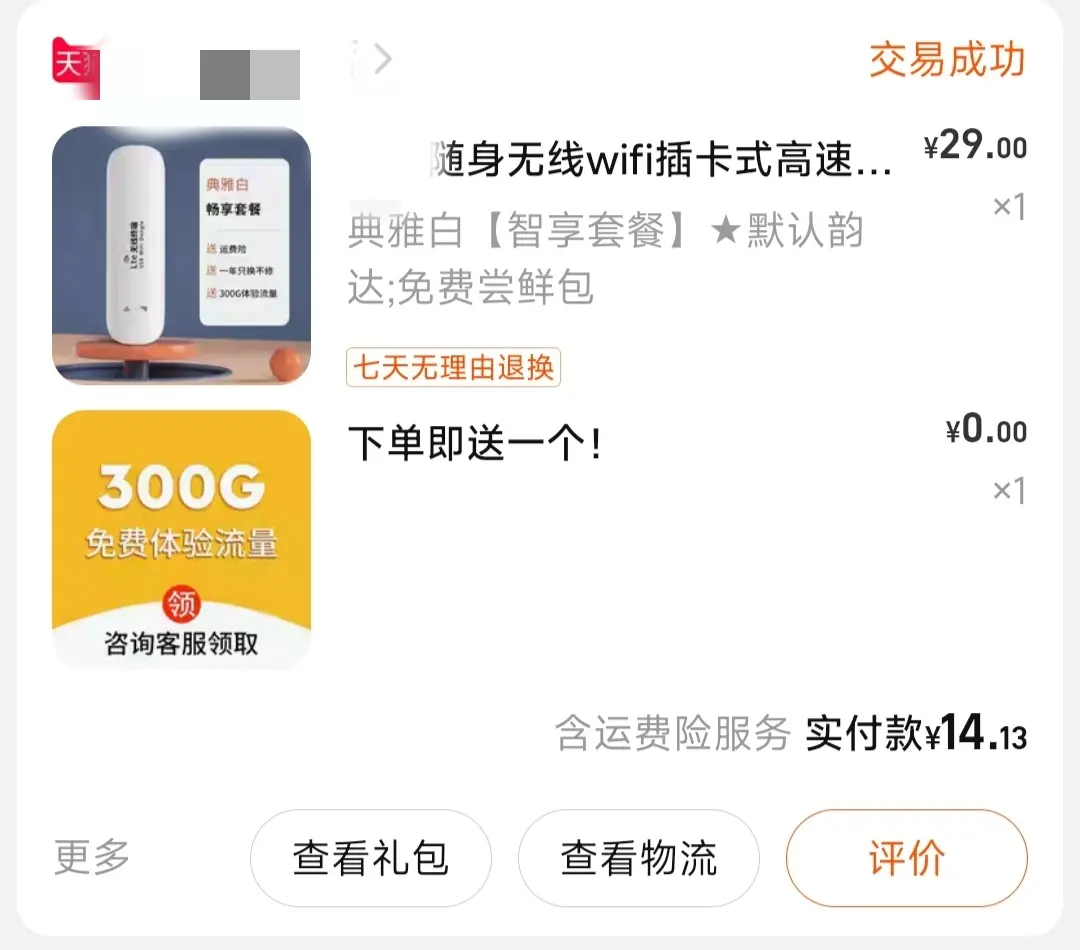 天
交易成功
随身无线wifi插卡式高速...
¥29.00
典雅白【智享套餐】★默认韵
×1
达;免费尝鲜包
七天无理由退换
典雅白
畅享套餐
送 运费险
送 一年只换不修
送 300G体验流量
Lte 无线终端
下单即送一个!
¥0.00
×1
300G
免费体验流量
领
咨询客服领取
含运费险服务 实付款¥14.13
更多
查看礼包
查看物流
评价